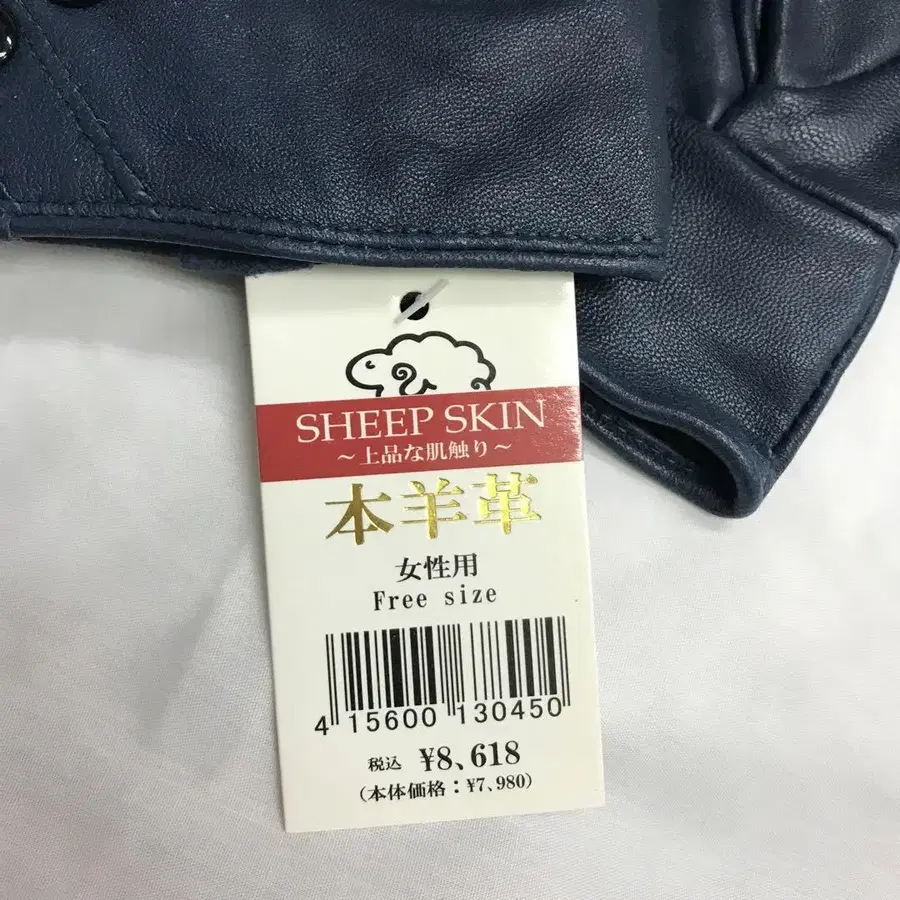 SHEEP SKIN
～上品な肌触り～
本羊革
女性用
Free size
4 15600 130450
税込 ¥8、618
(本体価格：¥7、980)